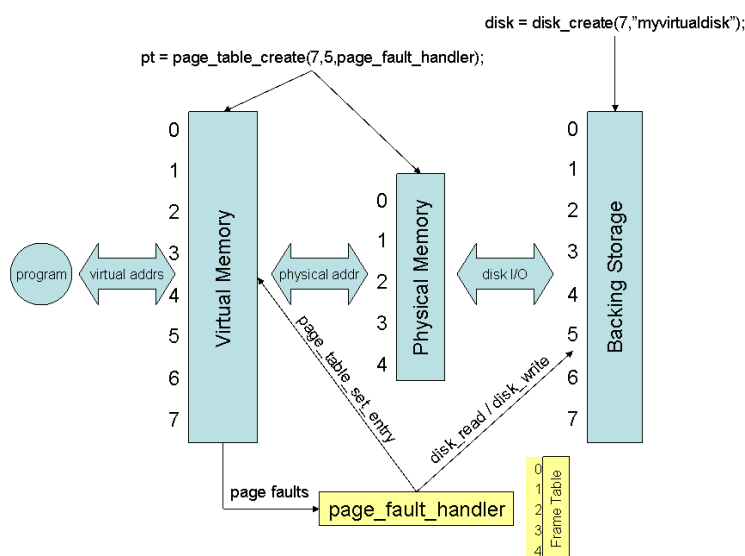 disk = disk_create(7,"myvirtualdisk");
pt = page_table_create(7,5,page_fault_handler);
0
1
2
3
4
5
6
7
Virtual Memory
0
1
2
3
4
Physical Memory
0
1
2
3
4
5
6
7
Backing Storage
program
virtual addrs
physical addr
disk I/O
page_table_set_entry
disk_read / disk_write
page faults
page_fault_handler
0
1
2
3
4
Frame Table